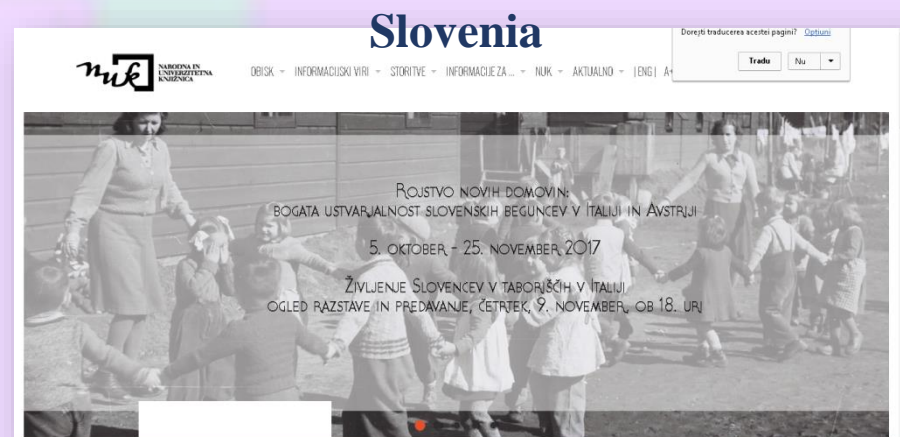 Slovenia
Dorești traducerea acestei pagini? Opțiuni
Tradu Nu
nuk NARODNA IN
UNIVERZITETNA
KNJIŽNICA
OBISK INFORMACIJSKI VIRI STORITVE INFORMACIJE ZA ... NUK AKTUALNO |ENG| A+
Rojstvo novih domovin:
bogata ustvarjalnost slovenskih beguncev v Italiji in Avstriji
5. oktober - 25. november 2017
Življenje Slovencev v taboriščih v Italiji
ogled razstave in predavanje, četrtek, 9. november, ob 18. uri